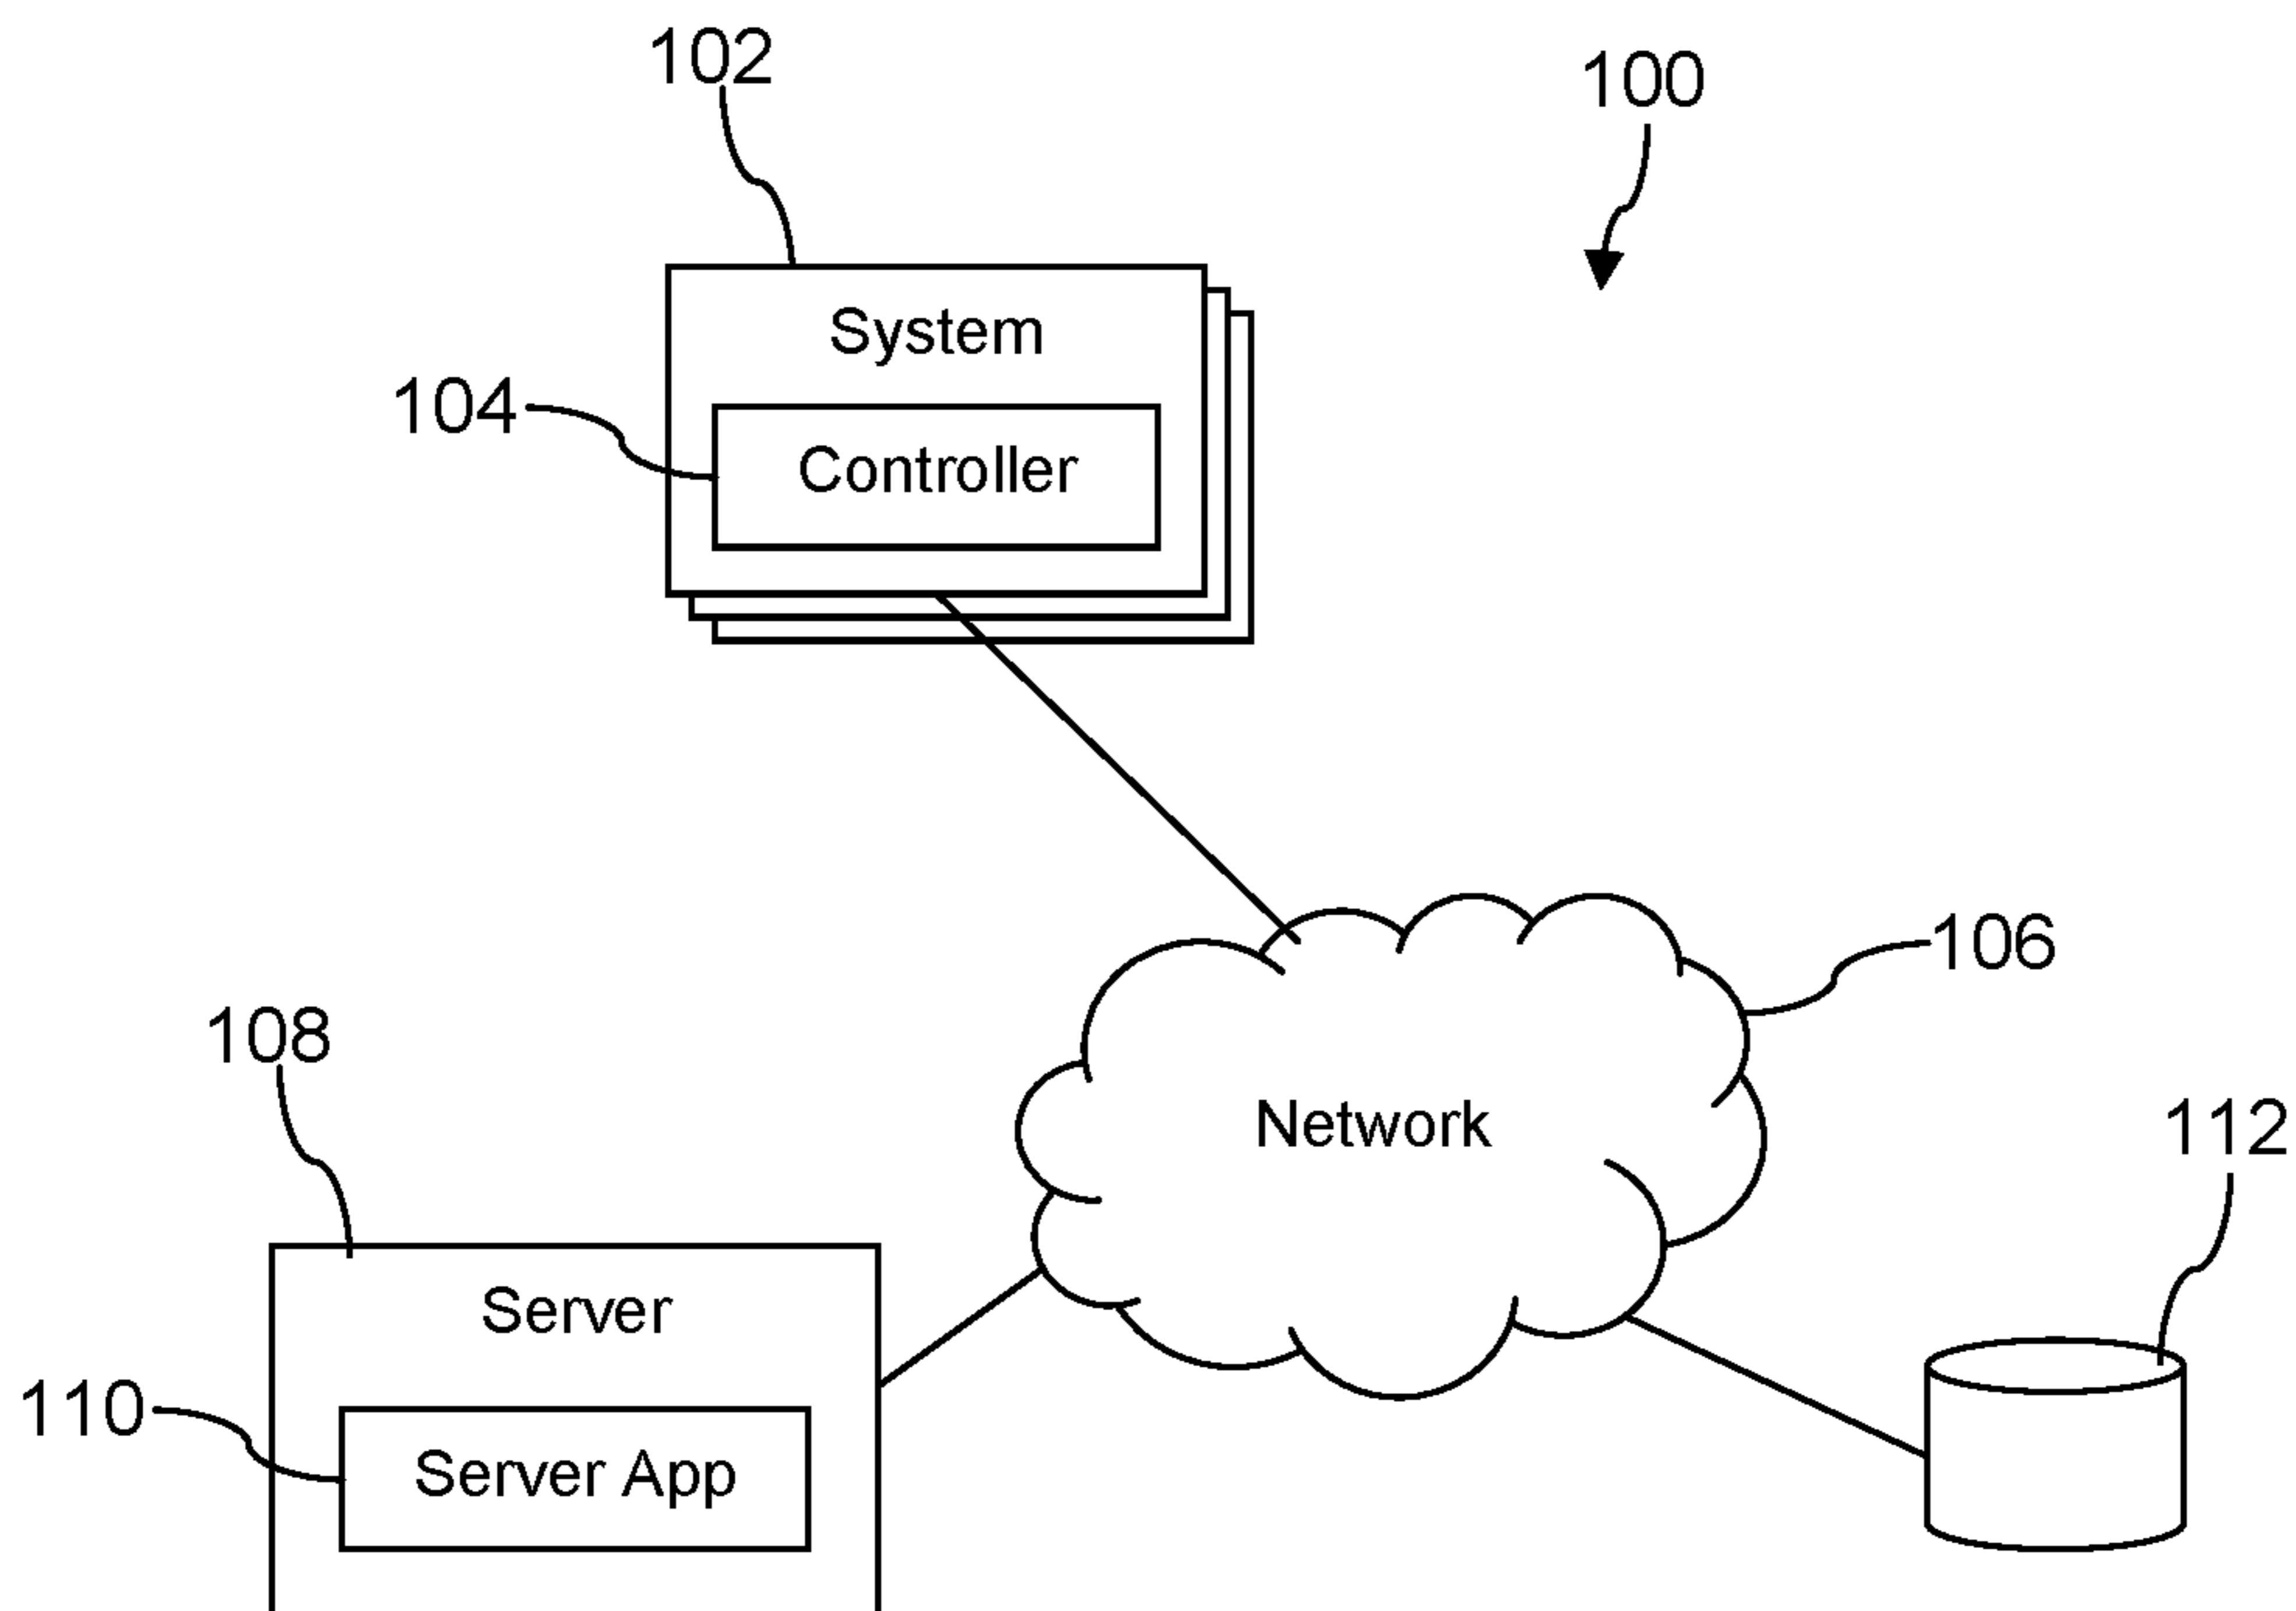 102
100
System
104
Controller
106
108
Network
112
Server
110
Server App